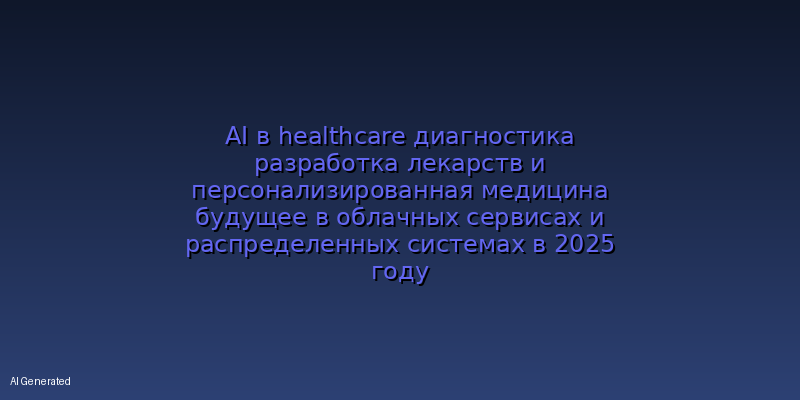 AI в healthcare диагностика
разработка лекарств и
персонализированная медицина
будущее в облачных сервисах и
распределенных системах в 2025
году
AI Generated